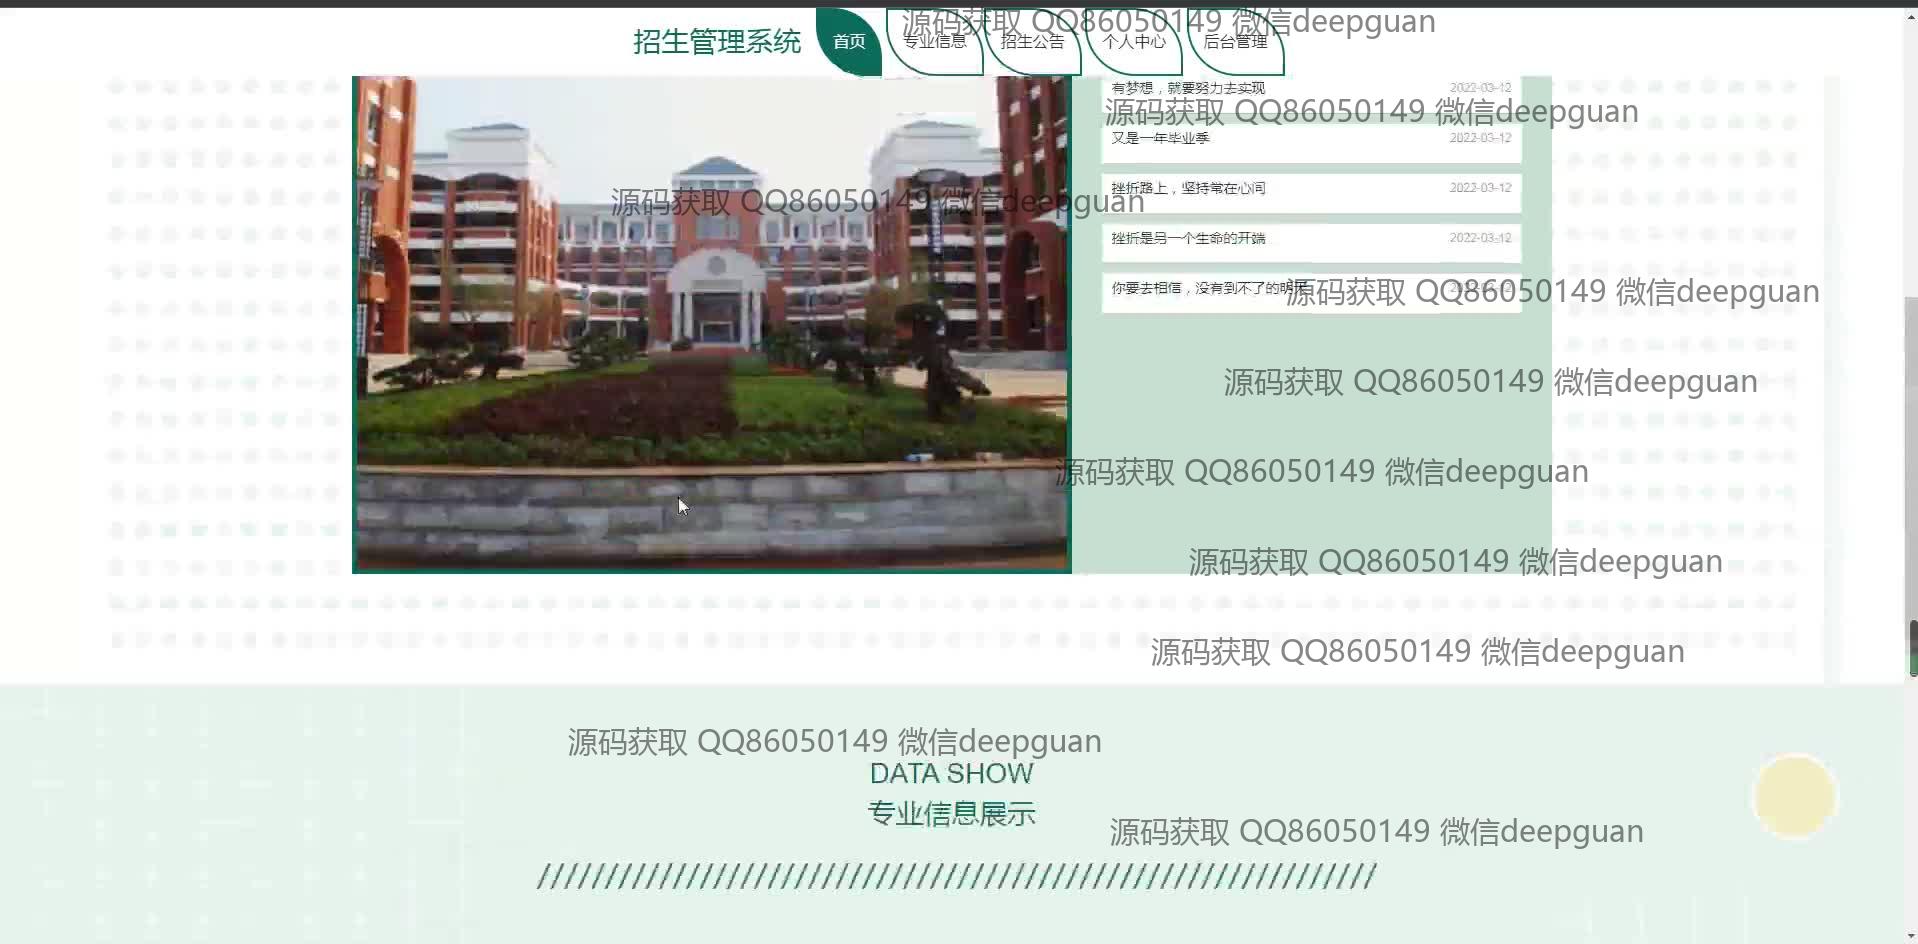 招生管理系统 首页 专业信息 招生公告 个人中心 后台管理
源码获取 QQ86050149 微信deepguan
有梦想，就要努力去实现 2022-03-12
源码获取 QQ86050149 微信deepguan
又是一年毕业季 2022-03-12
挫折路上，坚持常在心间 2022-03-12
源码获取 QQ86050149 微信deepguan
挫折是另一个生命的开端 2022-03-12
你要去相信，没有到不了的明天
源码获取 QQ86050149 微信deepguan
源码获取 QQ86050149 微信deepguan
源码获取 QQ86050149 微信deepguan
源码获取 QQ86050149 微信deepguan
源码获取 QQ86050149 微信deepguan
源码获取 QQ86050149 微信deepguan
DATA SHOW
专业信息展示
源码获取 QQ86050149 微信deepguan